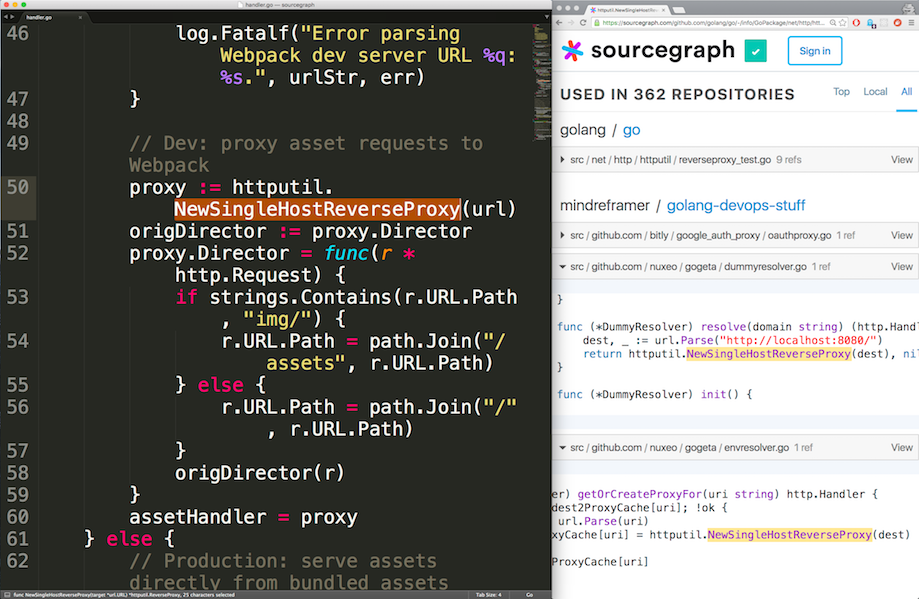 handler.go — sourcegraph
handler.go
46 log.Fatalf("Error parsing
Webpack dev server URL %q:
%s.", urlStr, err)
47 }
48
49 // Dev: proxy asset requests to
Webpack
50 proxy := httputil.
NewSingleHostReverseProxy(url)
51 origDirector := proxy.Director
52 proxy.Director = func(r *
http.Request) {
53 if strings.Contains(r.URL.Path
, "img/") {
54 r.URL.Path = path.Join("/
assets", r.URL.Path)
55 } else {
56 r.URL.Path = path.Join("/"
, r.URL.Path)
57 }
58 origDirector(r)
59 }
60 assetHandler = proxy
61 } else {
62 // Production: serve assets
directly from bundled assets
func NewSingleHostReverseProxy(target *url.URL) *httputil.ReverseProxy, 25 characters selected
Tab Size: 4
Go
httputil.NewSingleHostRever
https://sourcegraph.com/github.com/golang/go/-/info/GoPackage/net/http/htt...
sourcegraph
Sign in
USED IN 362 REPOSITORIES
Top Local All
golang / go
src / net / http / httputil / reverseproxy_test.go 9 refs View
mindreframer / golang-devops-stuff
src / github.com / bitly / google_auth_proxy / oauthproxy.go 1 ref View
src / github.com / nuxeo / gogeta / dummyresolver.go 1 ref View
}
func (*DummyResolver) resolve(domain string) (http.Handl
dest, _ := url.Parse("http://localhost:8080/")
return httputil.NewSingleHostReverseProxy(dest), nil
}
func (*DummyResolver) init() {
src / github.com / nuxeo / gogeta / envresolver.go 1 ref View
er) getOrCreateProxyFor(uri string) http.Handler {
dest2ProxyCache[uri]; !ok {
url.Parse(uri)
xyCache[uri] = httputil.NewSingleHostReverseProxy(dest)
ProxyCache[uri]